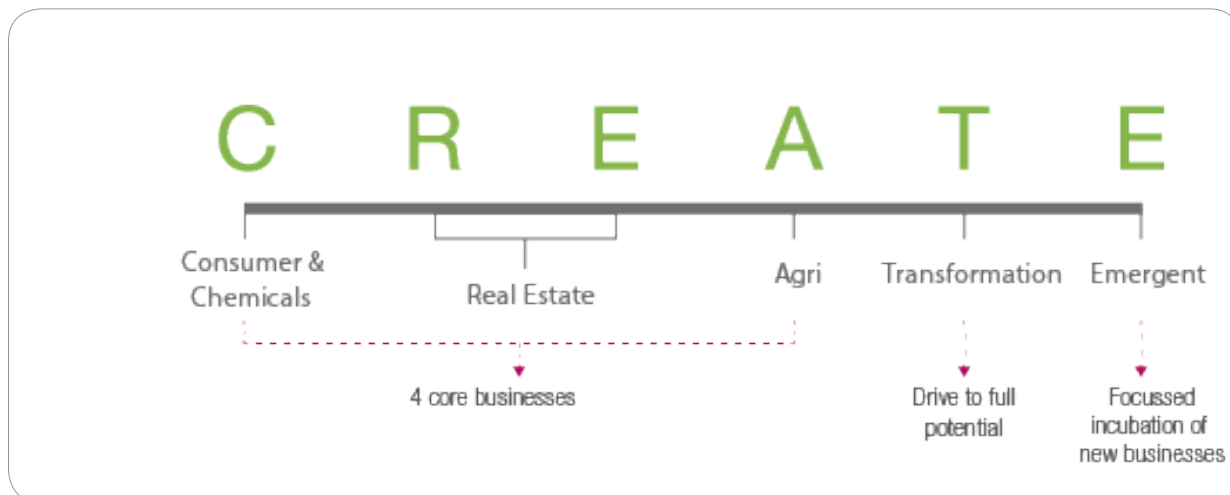 C R E A T E
Consumer &
Chemicals
Real Estate
Agri
Transformation
Emergent
4 core businesses
Drive to full
potential
Focussed
incubation of
new businesses